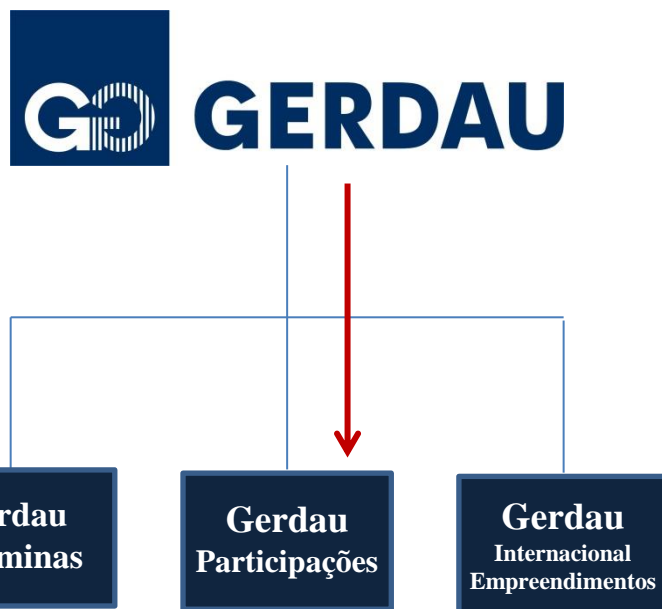 GERDAU
rdau
minas
Gerdau
Participações
Gerdau
Internacional
Empreendimentos